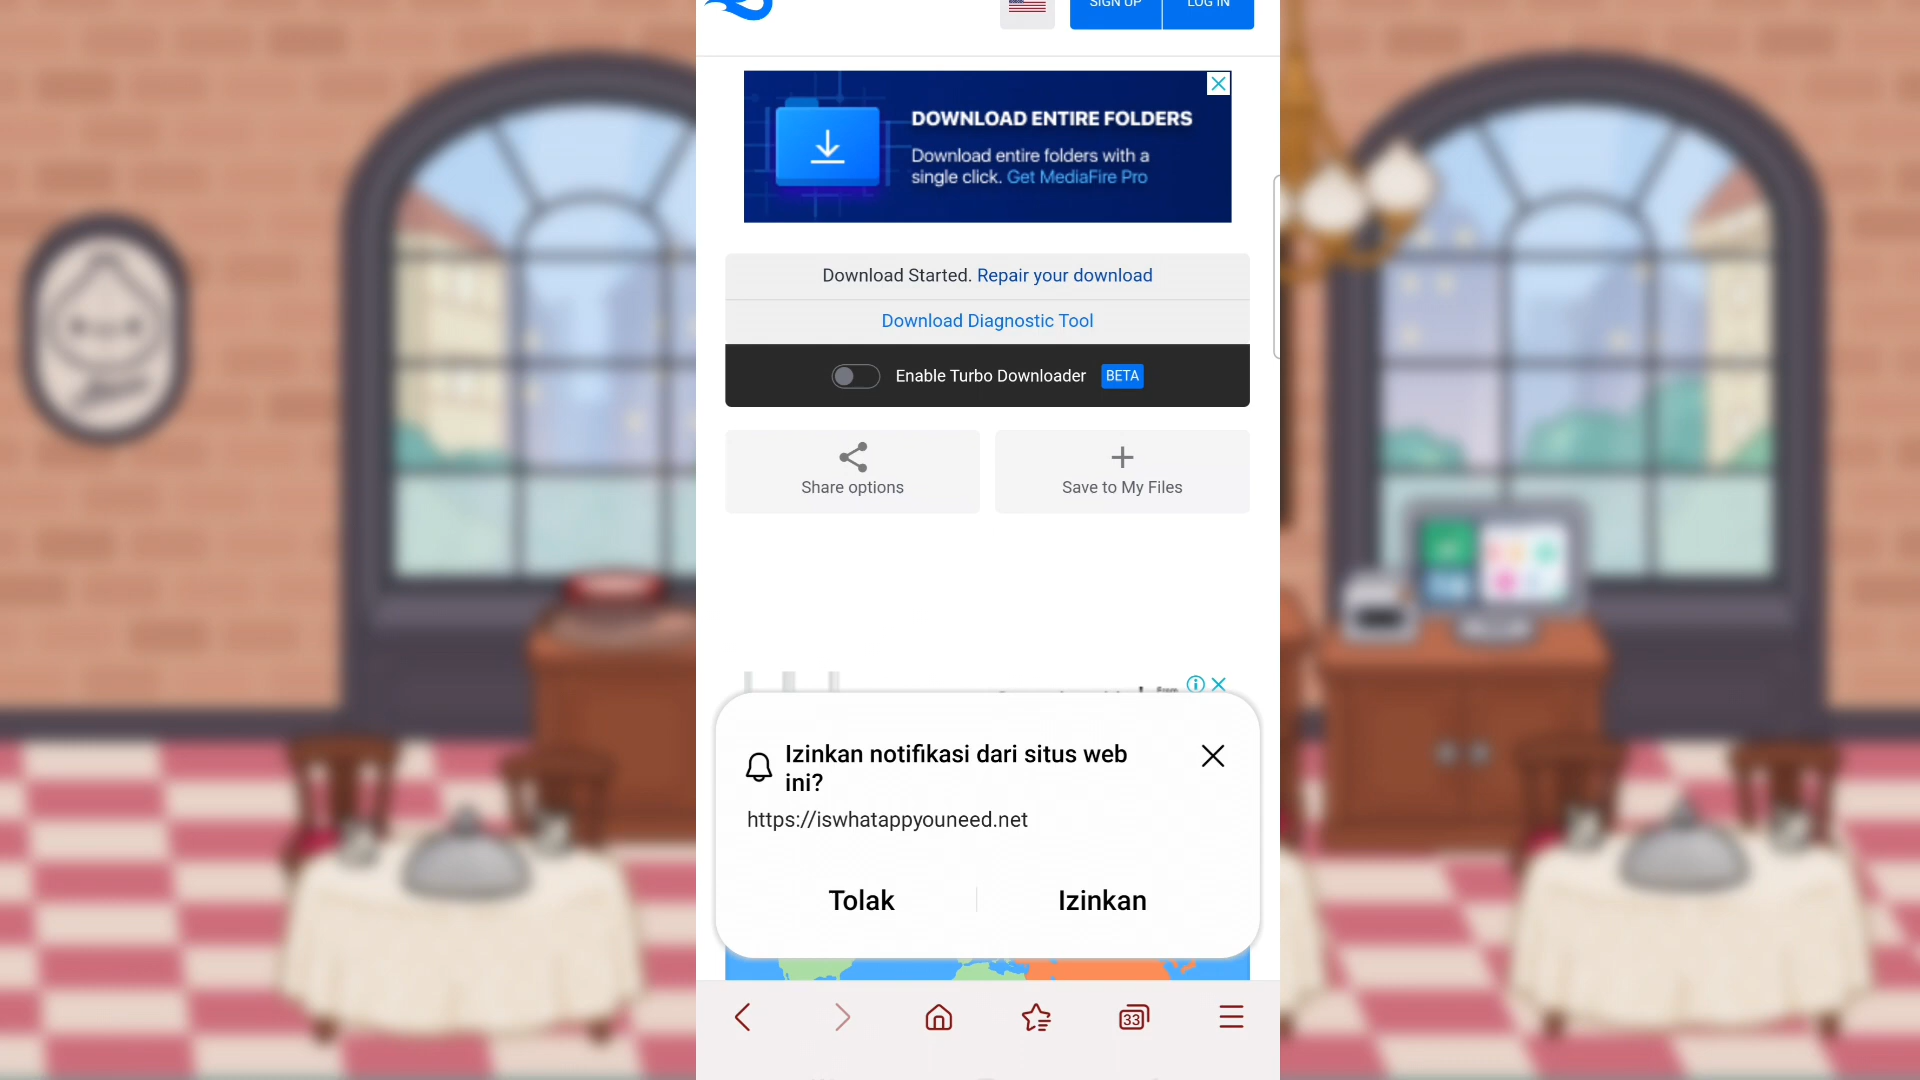 SIGN UP
LOG IN
DOWNLOAD ENTIRE FOLDERS
Download entire folders with a
single click. Get MediaFire Pro
Download Started. Repair your download
Download Diagnostic Tool
Enable Turbo Downloader BETA
Share options
Save to My Files
Izinkan notifikasi dari situs web
ini?
https://iswhatappyouneed.net
Tolak
Izinkan
33